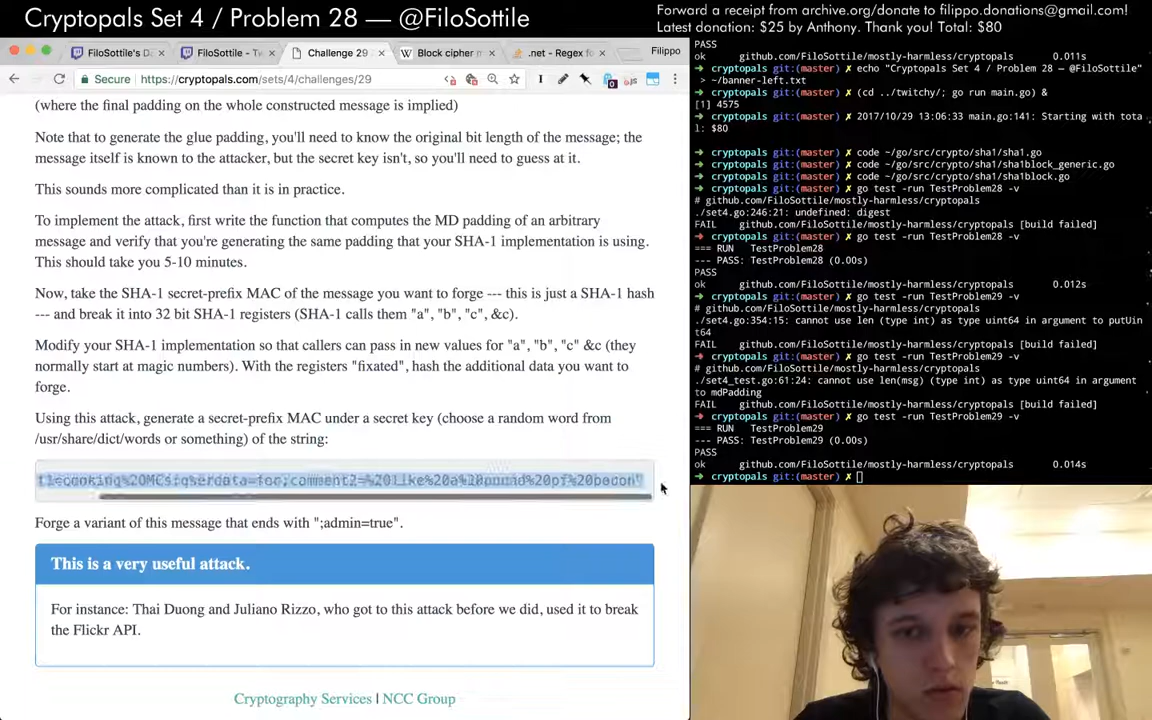 Cryptopals Set 4 / Problem 28 — @FiloSottile
Forward a receipt from archive.org/donate to filippo.donations@gmail.com!
Latest donation: $25 by Anthony. Thank you! Total: $80
FiloSottile's D
FiloSottile - Tw
Challenge 29
Block cipher m
.net - Regex f
Filippo
Secure
https://cryptopals.com/sets/4/challenges/29
(where the final padding on the whole constructed message is implied)
Note that to generate the glue padding, you'll need to know the original bit length of the message; the
message itself is known to the attacker, but the secret key isn't, so you'll need to guess at it.
This sounds more complicated than it is in practice.
To implement the attack, first write the function that computes the MD padding of an arbitrary
message and verify that you're generating the same padding that your SHA-1 implementation is using.
This should take you 5-10 minutes.
Now, take the SHA-1 secret-prefix MAC of the message you want to forge --- this is just a SHA-1 hash
--- and break it into 32 bit SHA-1 registers (SHA-1 calls them "a", "b", "c", &c).
Modify your SHA-1 implementation so that callers can pass in new values for "a", "b", "c" &c (they
normally start at magic numbers). With the registers "fixated", hash the additional data you want to
forge.
Using this attack, generate a secret-prefix MAC under a secret key (choose a random word from
/usr/share/dict/words or something) of the string:
t1=cooking%20MCs;userdata=foo;comment2=%20like%20a%20pound%20of%20bacon"
Forge a variant of this message that ends with ";admin=true".
This is a very useful attack.
For instance: Thai Duong and Juliano Rizzo, who got to this attack before we did, used it to break
the Flickr API.
Cryptography Services | NCC Group
PASS
ok github.com/FiloSottile/mostly-harmless/cryptopals 0.011s
➜ cryptopals git:(master) ✗ echo "Cryptopals Set 4 / Problem 28 — @FiloSottile"
> ~/banner-left.txt
➜ cryptopals git:(master) ✗ (cd ../twitchy/; go run main.go) &
[1] 4575
➜ cryptopals git:(master) ✗ 2017/10/29 13:06:33 main.go:141: Starting with tota
l: $80
➜ cryptopals git:(master) ✗ code ~/go/src/crypto/sha1/sha1.go
➜ cryptopals git:(master) ✗ code ~/go/src/crypto/sha1/sha1block_generic.go
➜ cryptopals git:(master) ✗ code ~/go/src/crypto/sha1/sha1block.go
➜ cryptopals git:(master) ✗ go test -run TestProblem28 -v
# github.com/FiloSottile/mostly-harmless/cryptopals
./set4.go:246:21: undefined: digest
FAIL github.com/FiloSottile/mostly-harmless/cryptopals [build failed]
➜ cryptopals git:(master) ✗ go test -run TestProblem28 -v
=== RUN TestProblem28
--- PASS: TestProblem28 (0.00s)
PASS
ok github.com/FiloSottile/mostly-harmless/cryptopals 0.012s
➜ cryptopals git:(master) ✗ go test -run TestProblem29 -v
# github.com/FiloSottile/mostly-harmless/cryptopals
./set4.go:354:15: cannot use len (type int) as type uint64 in argument to putUin
t64
FAIL github.com/FiloSottile/mostly-harmless/cryptopals [build failed]
➜ cryptopals git:(master) ✗ go test -run TestProblem29 -v
# github.com/FiloSottile/mostly-harmless/cryptopals
./set4_test.go:61:24: cannot use len(msg) (type int) as type uint64 in argument
to mdPadding
FAIL github.com/FiloSottile/mostly-harmless/cryptopals [build failed]
➜ cryptopals git:(master) ✗ go test -run TestProblem29 -v
=== RUN TestProblem29
--- PASS: TestProblem29 (0.00s)
PASS
ok github.com/FiloSottile/mostly-harmless/cryptopals 0.014s
➜ cryptopals git:(master) ✗